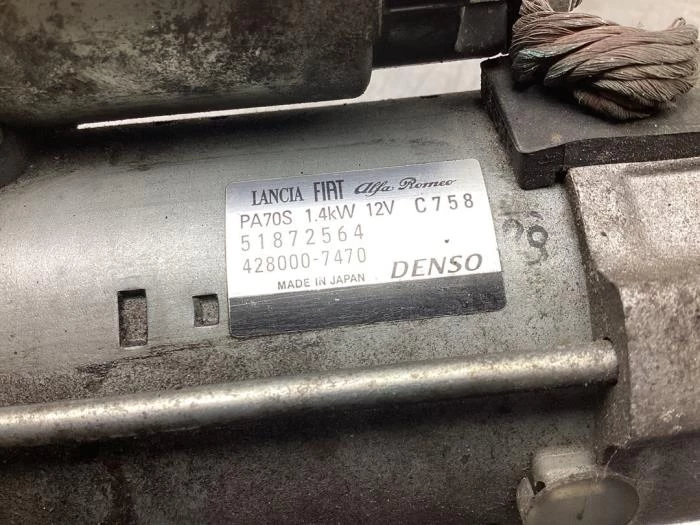 LANCIA FIAT Alfa Romeo
PA70S 1.4kW 12V C758
51872564
428000-7470
MADE IN JAPAN DENSO